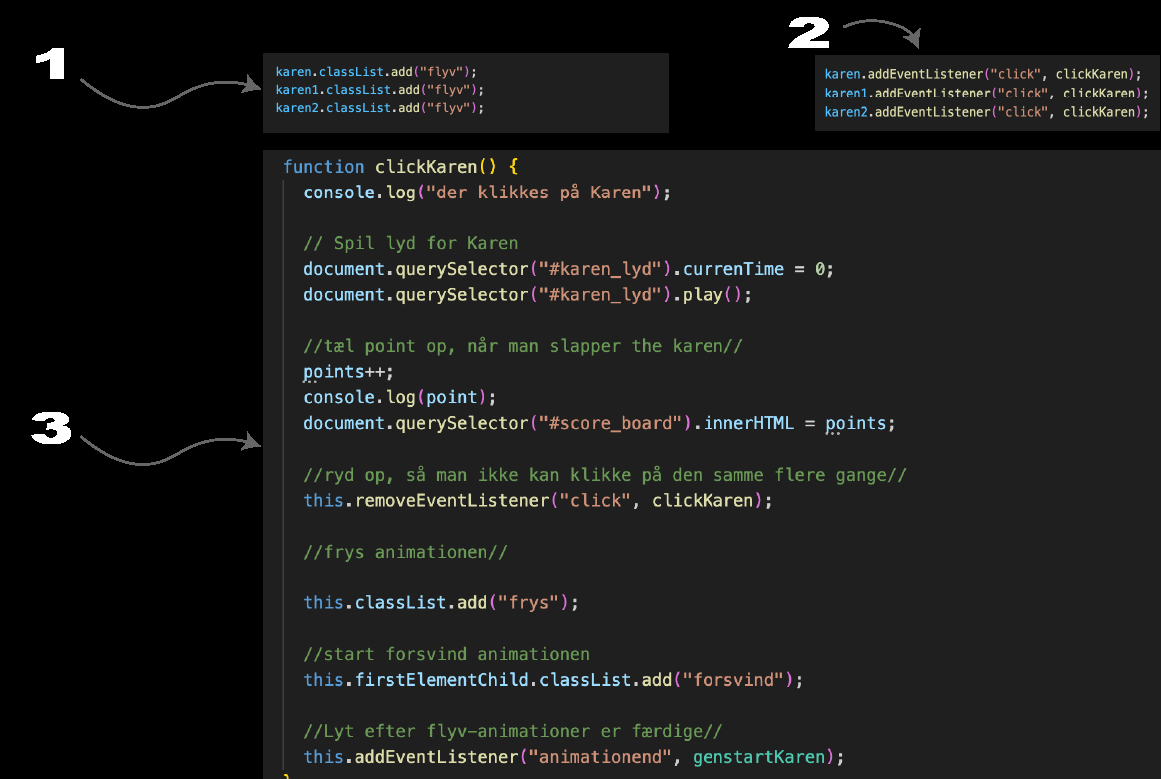 1
karen.classList.add("flyv");
karen1.classList.add("flyv");
karen2.classList.add("flyv");
2
karen.addEventListener("click", clickKaren);
karen1.addEventListener("click", clickKaren);
karen2.addEventListener("click", clickKaren);
3
function clickKaren() {
console.log("der klikkes på Karen");
// Spil lyd for Karen
document.querySelector("#karen_lyd").currenTime = 0;
document.querySelector("#karen_lyd").play();
//tæl point op, når man slapper the karen//
points++;
console.log(point);
document.querySelector("#score_board").innerHTML = points;
//ryd op, så man ikke kan klikke på den samme flere gange//
this.removeEventListener("click", clickKaren);
//frys animationen//
this.classList.add("frys");
//start forsvind animationen
this.firstElementChild.classList.add("forsvind");
//Lyt efter flyv-animationer er færdige//
this.addEventListener("animationend", genstartKaren);
}